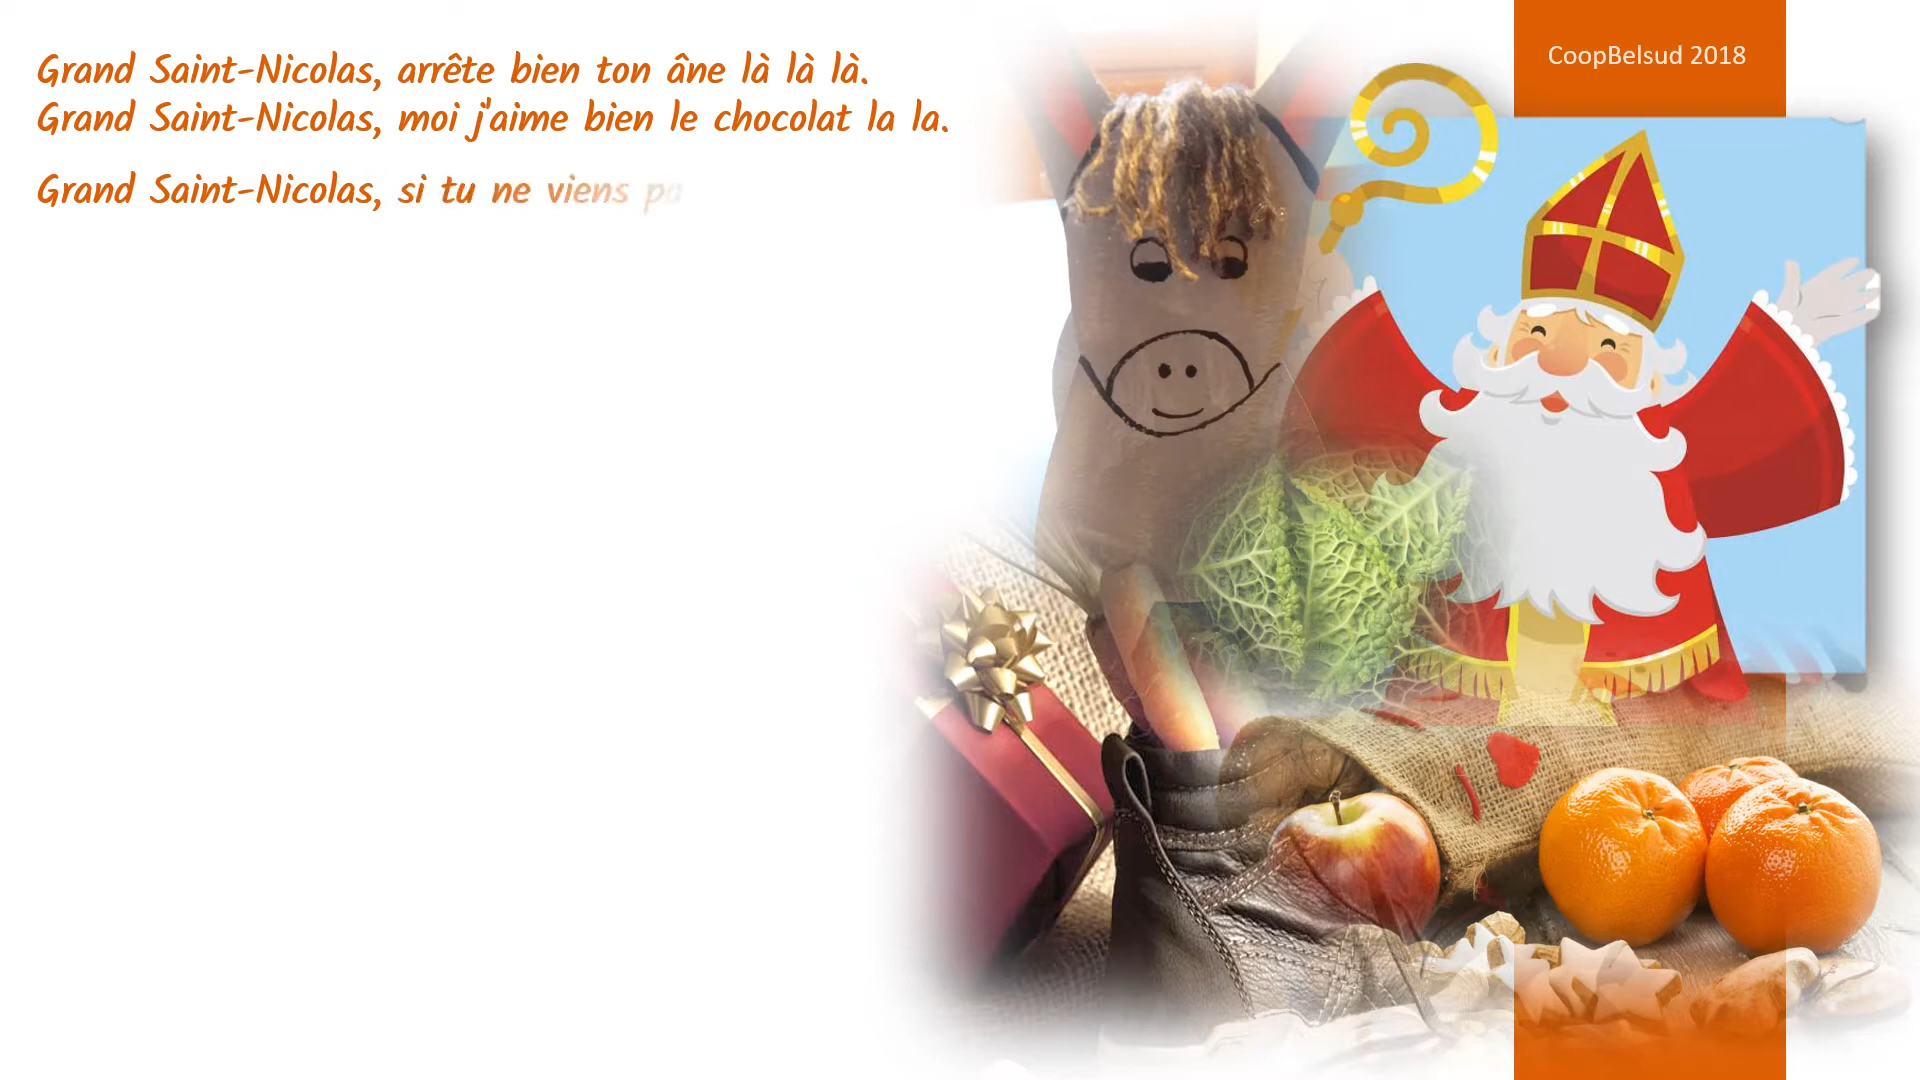 Grand Saint-Nicolas, arrête bien ton âne là là là.
Grand Saint-Nicolas, moi j'aime bien le chocolat la la.
Grand Saint-Nicolas, si tu ne viens pa
CoopBelsud 2018